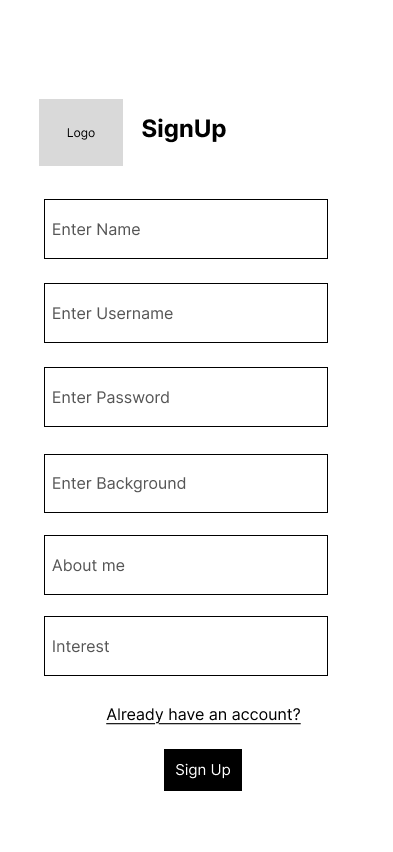 Logo
SignUp
Enter Name
Enter Username
Enter Password
Enter Background
About me
Interest
Already have an account?
Sign Up